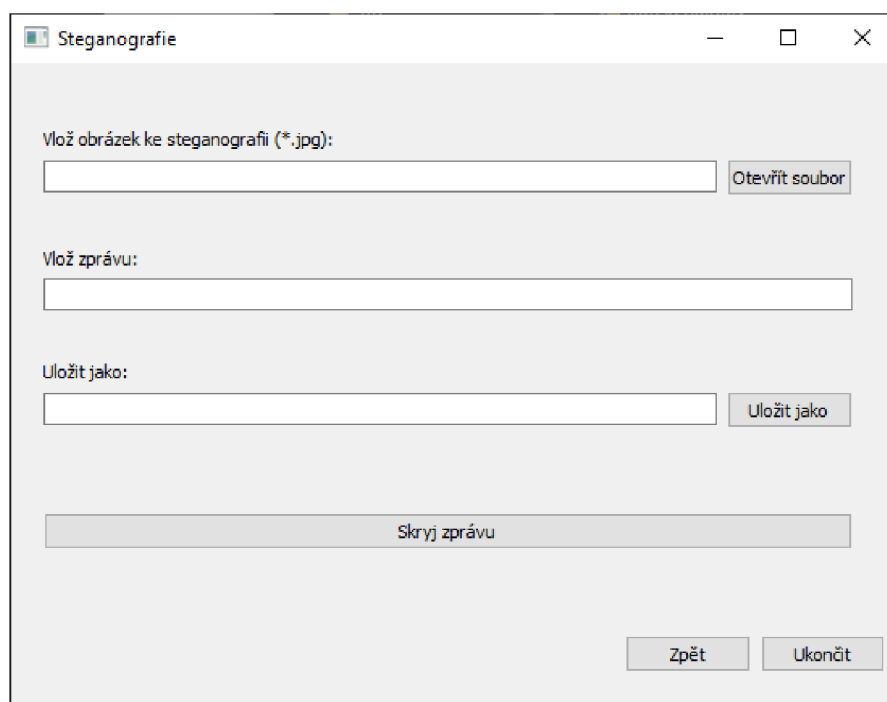 Steganografie
Vlož obrázek ke steganografii (*.jpg):
Otevřít soubor
Vlož zprávu:
Uložit jako:
Uložit jako
Skryj zprávu
Zpět
Ukončit